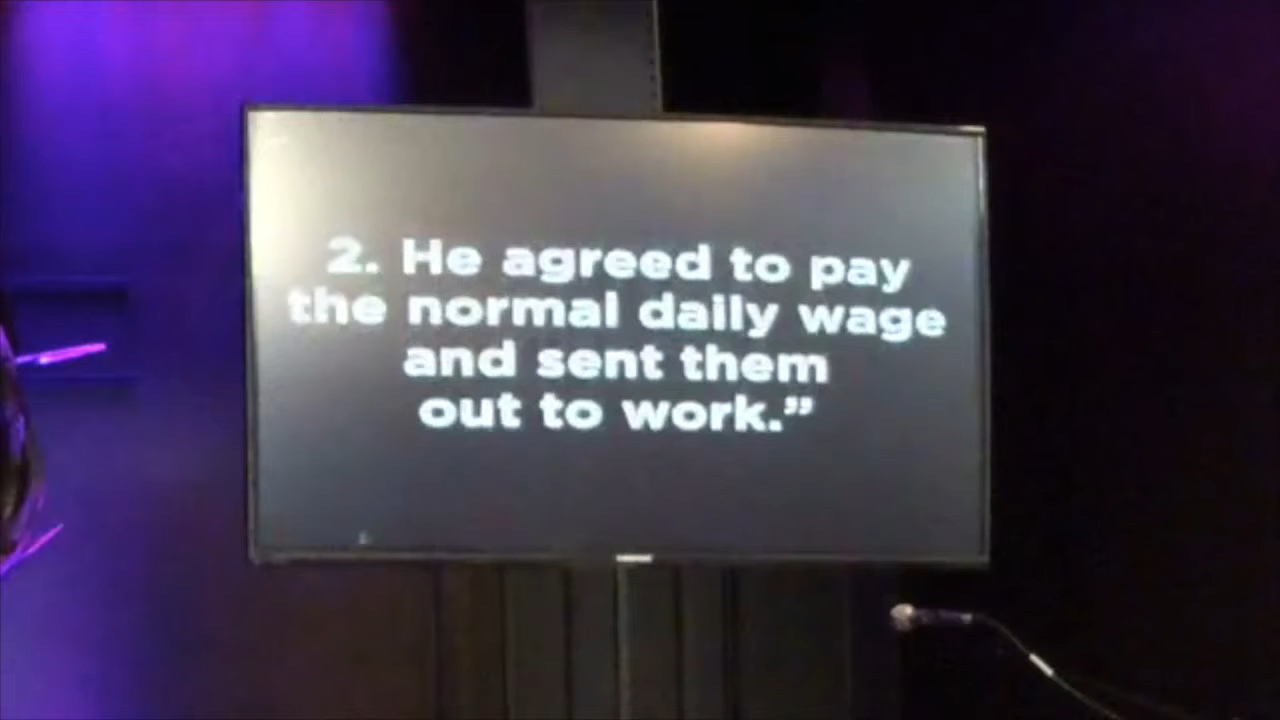 2. He agreed to pay
the normal daily wage
and sent them
out to work.”